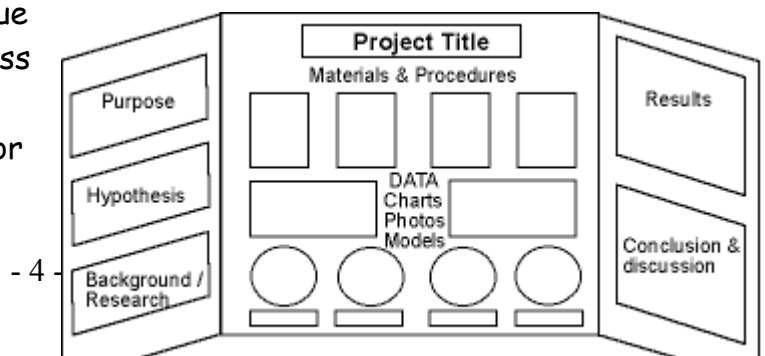 ue
ss
or
- 4 -
Project Title
Materials & Procedures
Purpose
Hypothesis
Background /
Research
DATA
Charts
Photos
Models
Results
Conclusion &
discussion